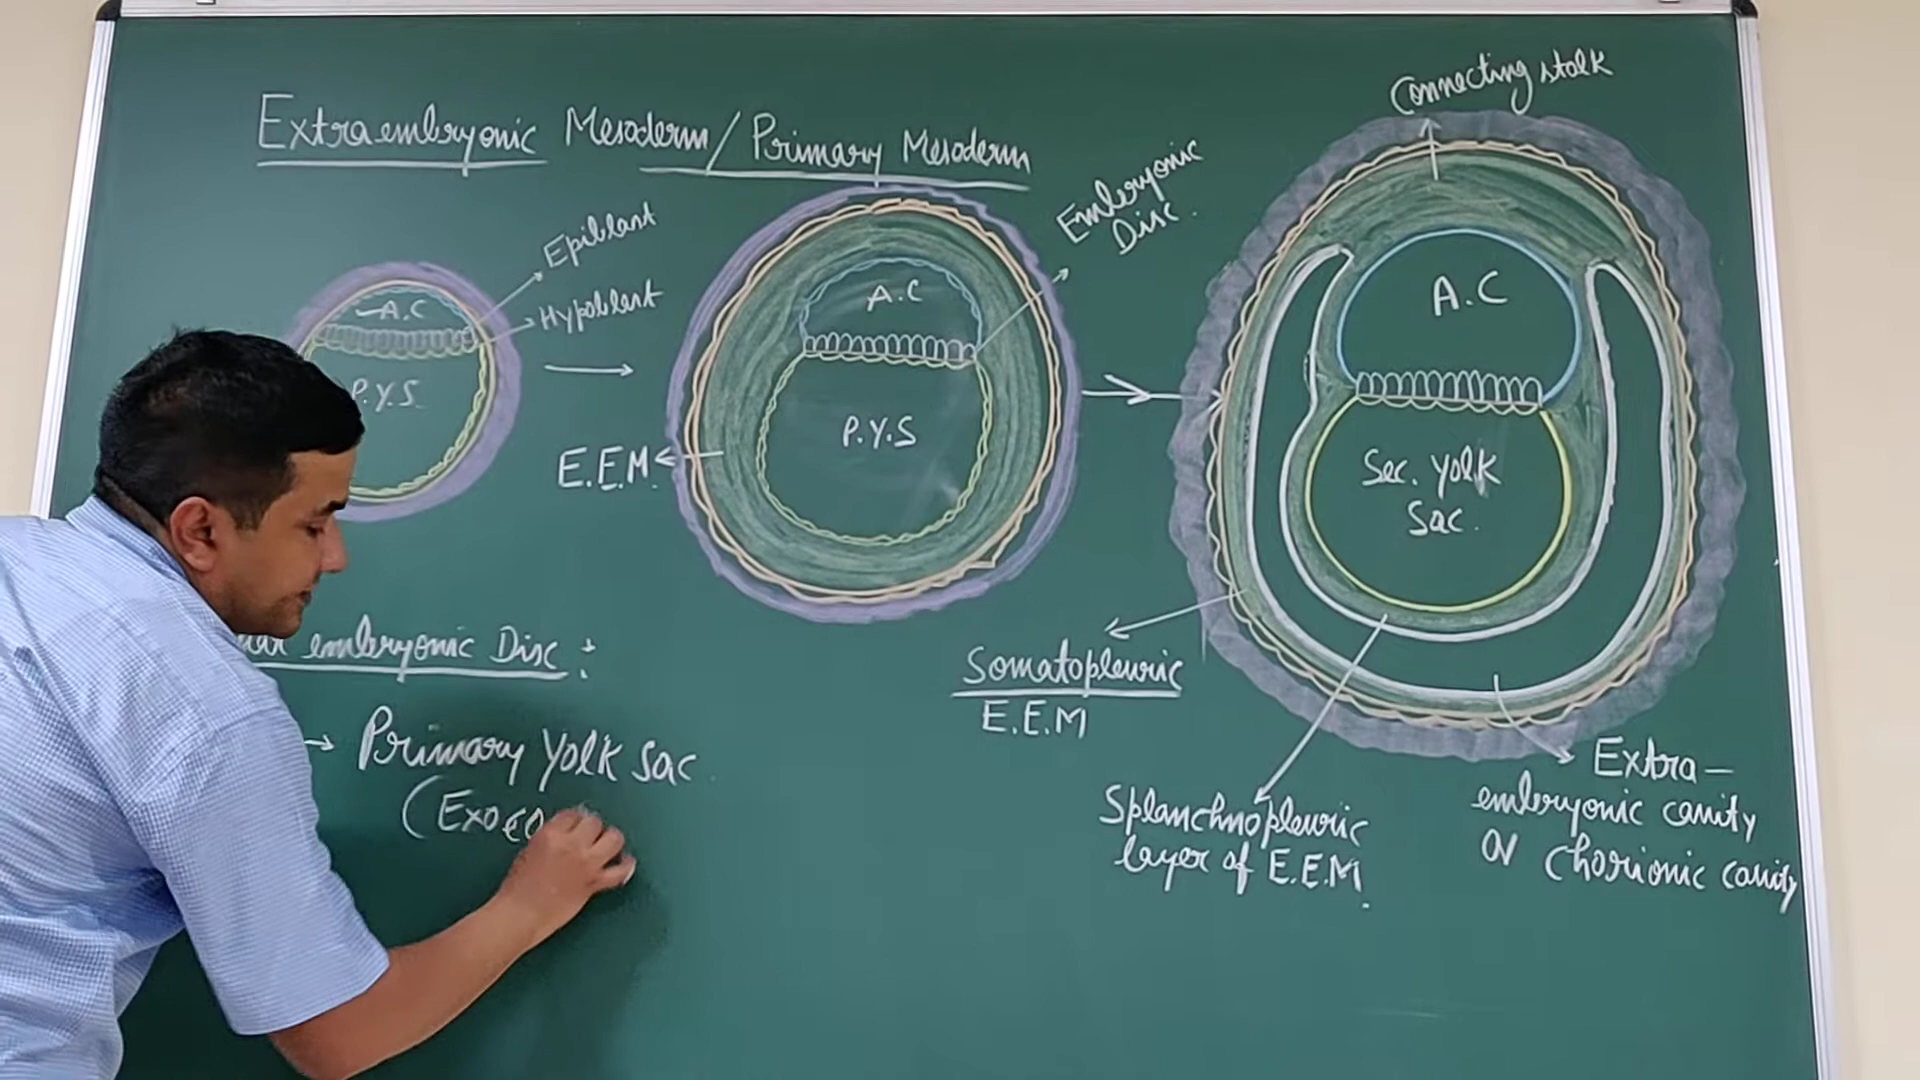 Extraembryonic Mesoderm/Primary Mesoderm
Connecting stalk
Embryonic
Disc.
Epiblast
Hypoblast
A.C
P.Y.S.
A.C
P.Y.S
E.E.M.
A.C
Sec. Yolk
Sac.
embryonic Disc :
→ Primary Yolk sac.
Somatopleuric
E.E.M
Splanchnopleuric
layer of E.E.M.
Extra-
embryonic cavity
or chorionic cavity